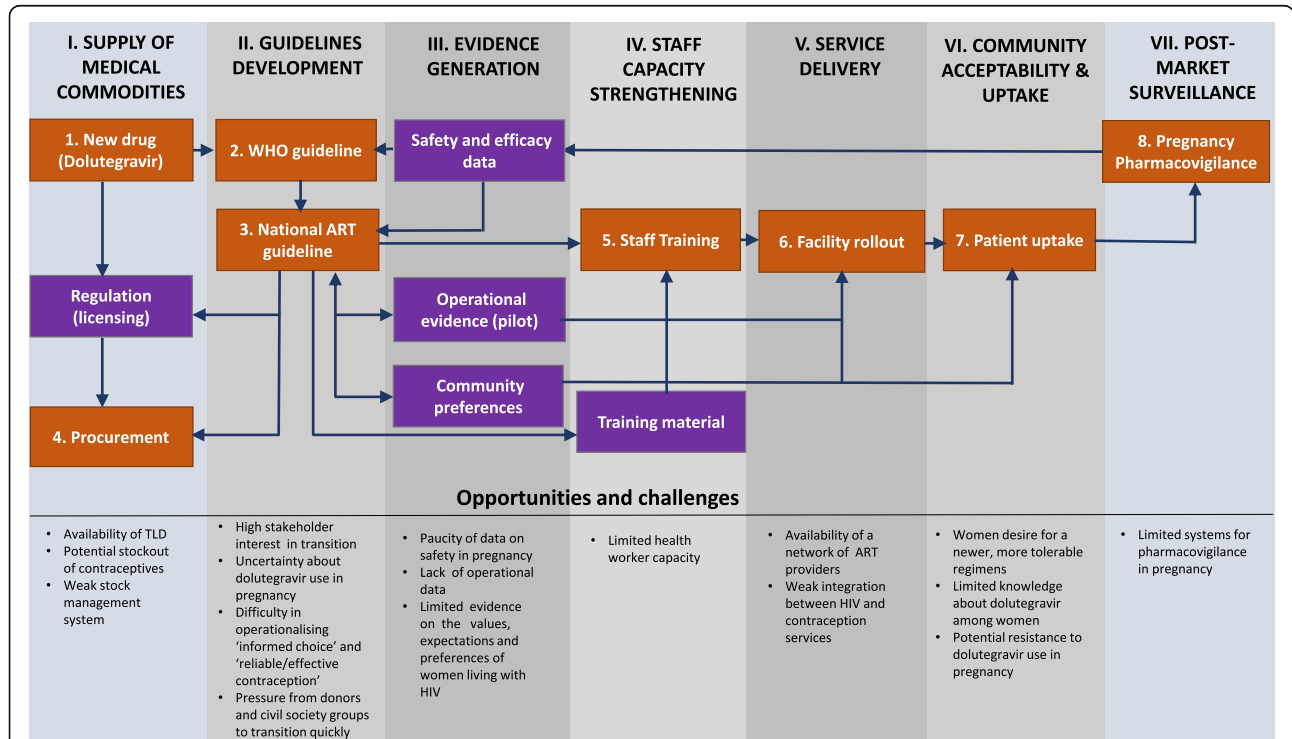 I. SUPPLY OF
MEDICAL
COMMODITIES
II. GUIDELINES
DEVELOPMENT
III. EVIDENCE
GENERATION
IV. STAFF
CAPACITY
STRENGTHENING
V. SERVICE
DELIVERY
VI. COMMUNITY
ACCEPTABILITY &
UPTAKE
VII. POST-
MARKET
SURVEILLANCE
1. New drug
(Dolutegravir)
2. WHO guideline
Safety and efficacy
data
8. Pregnancy
Pharmacovigilance
3. National ART
guideline
5. Staff Training
6. Facility rollout
7. Patient uptake
Regulation
(licensing)
Operational
evidence (pilot)
Community
preferences
4. Procurement
Training material
Opportunities and challenges
• Availability of TLD
• Potential stockout
of contraceptives
• Weak stock
management
system
• High stakeholder
interest in transition
• Uncertainty about
dolutegravir use in
pregnancy
• Difficulty in
operationalising
‘informed choice’ and
‘reliable/effective
contraception’
• Pressure from donors
and civil society groups
to transition quickly
• Paucity of data on
safety in pregnancy
• Lack of operational
data
• Limited evidence
on the values,
expectations and
preferences of
women living with
HIV
• Limited health
worker capacity
• Availability of a
network of ART
providers
• Weak integration
between HIV and
contraception
services
• Women desire for a
newer, more tolerable
regimens
• Limited knowledge
about dolutegravir
among women
• Potential resistance to
dolutegravir use in
pregnancy
• Limited systems for
pharmacovigilance
in pregnancy